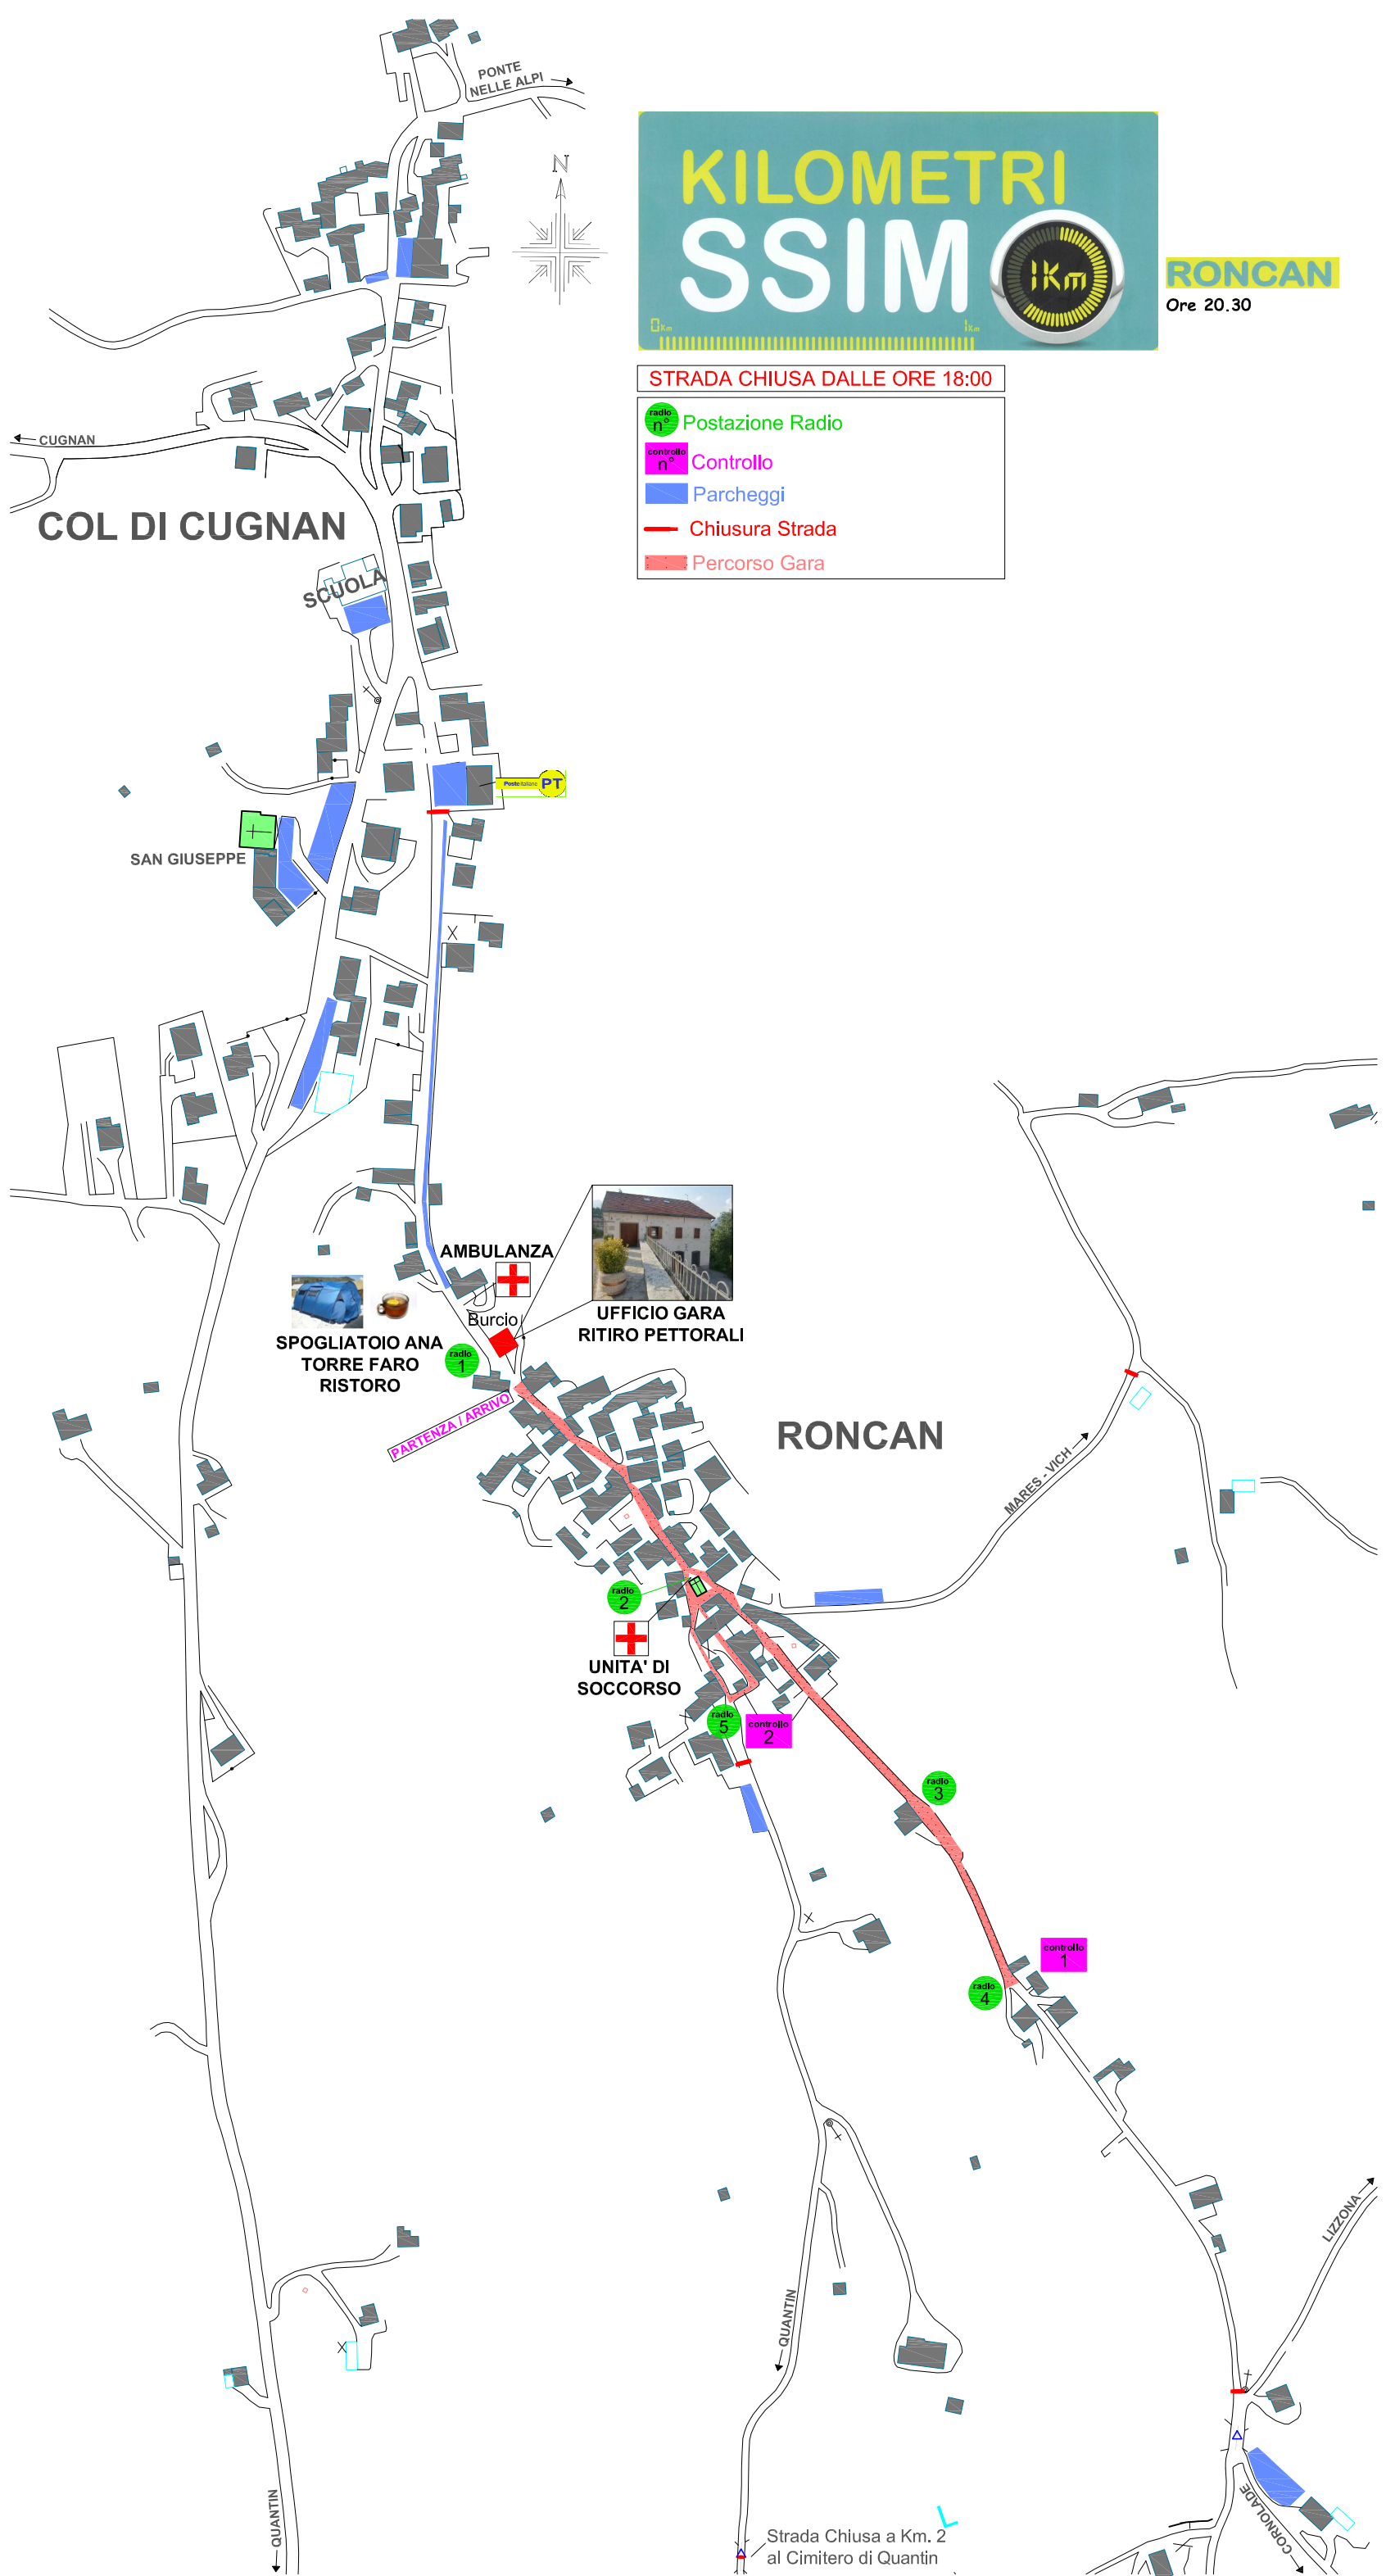 PONTE
NELLE ALPI
N
KILOMETRI
SSIM
1Km
0Km
1Km
RONCAN
Ore 20.30
STRADA CHIUSA DALLE ORE 18:00
radio
n°
Postazione Radio
controllo
n°
Controllo
Parcheggi
Chiusura Strada
Percorso Gara
CUGNAN
COL DI CUGNAN
SCUOLA
Posteitaliane
PT
SAN GIUSEPPE
AMBULANZA
Burcio
UFFICIO GARA
RITIRO PETTORALI
SPOGLIATOIO ANA
TORRE FARO
RISTORO
radio
1
PARTENZA / ARRIVO
RONCAN
MARES - VICH
radio
2
UNITA' DI
SOCCORSO
radio
5
controllo
2
radio
3
controllo
1
radio
4
LIZZONA
QUANTIN
QUANTIN
CORNOLADE
Strada Chiusa a Km. 2
al Cimitero di Quantin